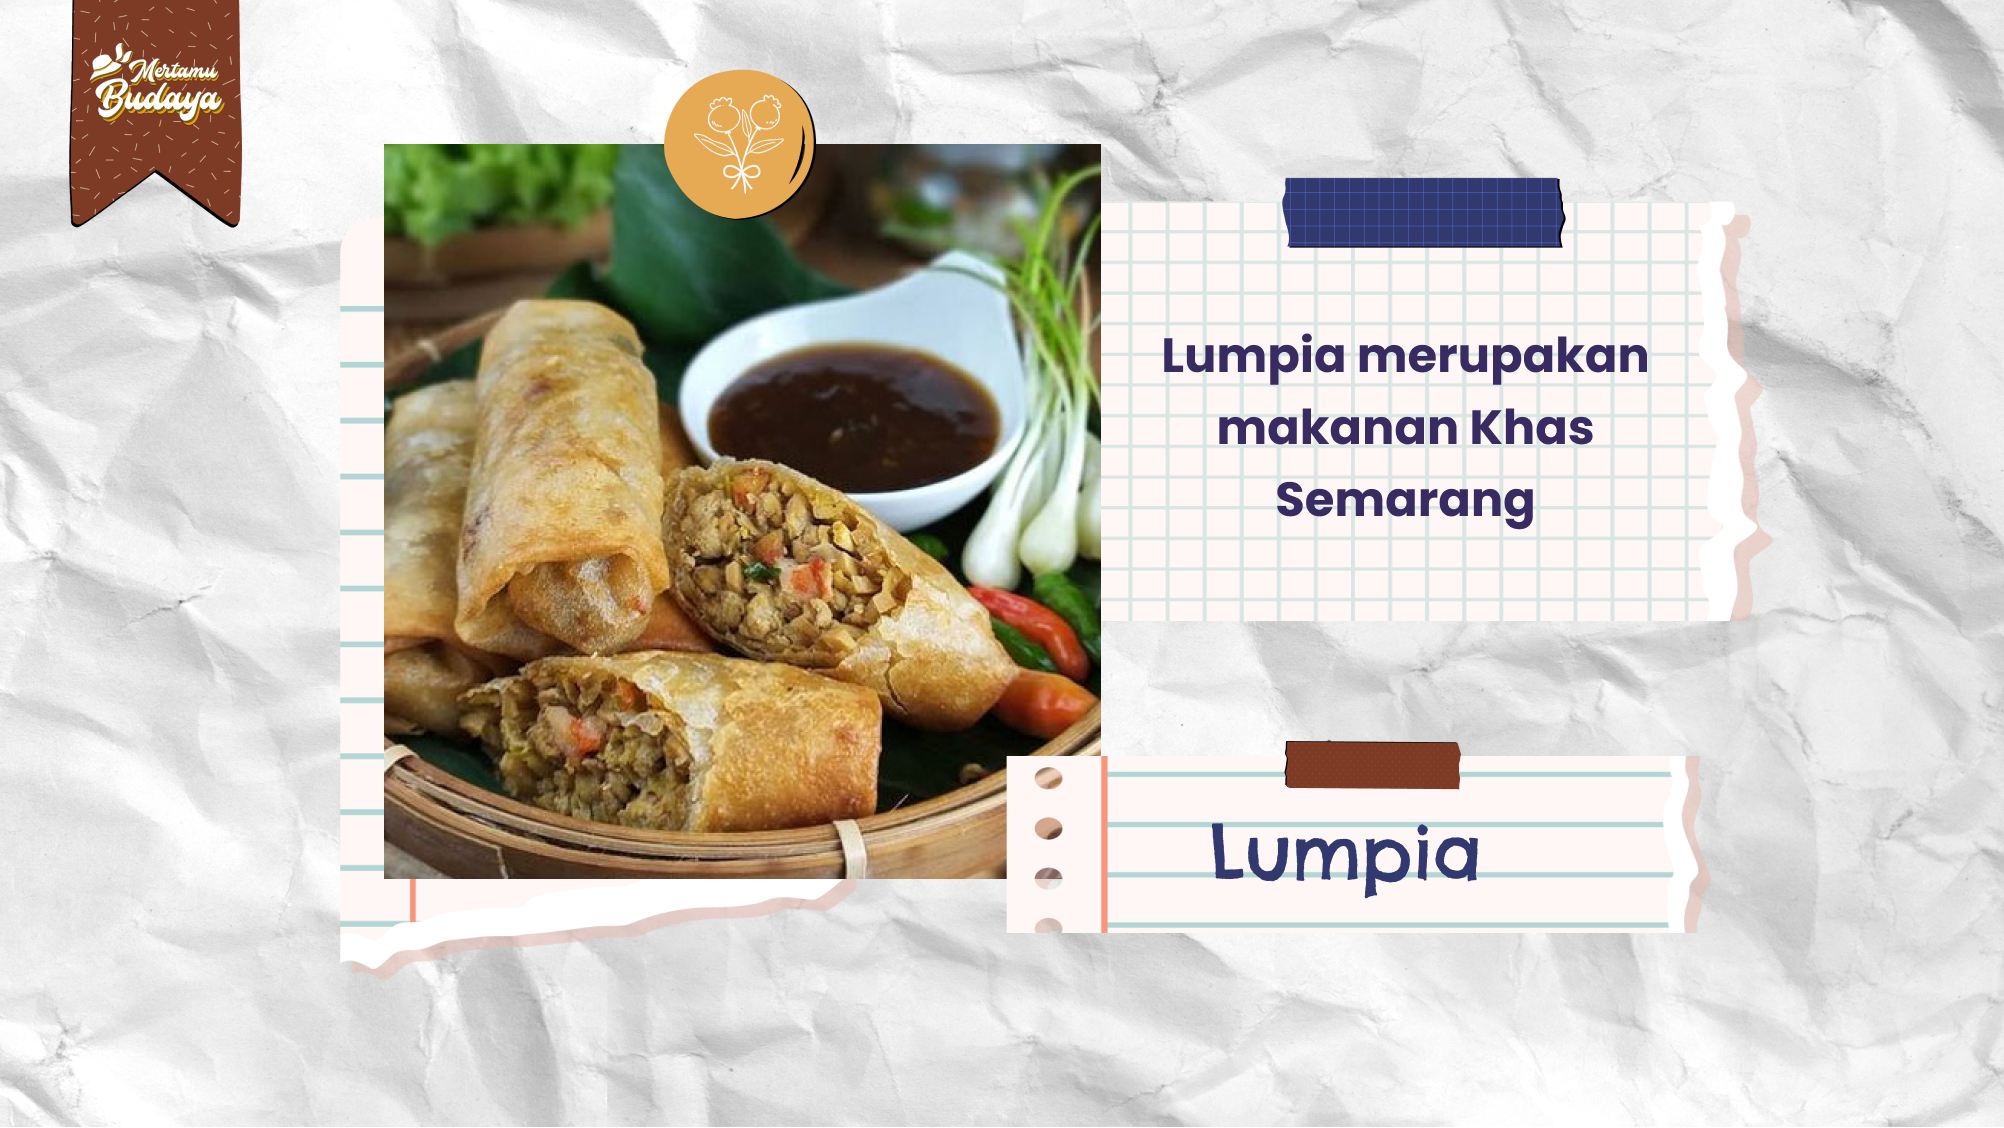 Mertamu
Budaya
Lumpia merupakan
makanan Khas
Semarang
Lumpia